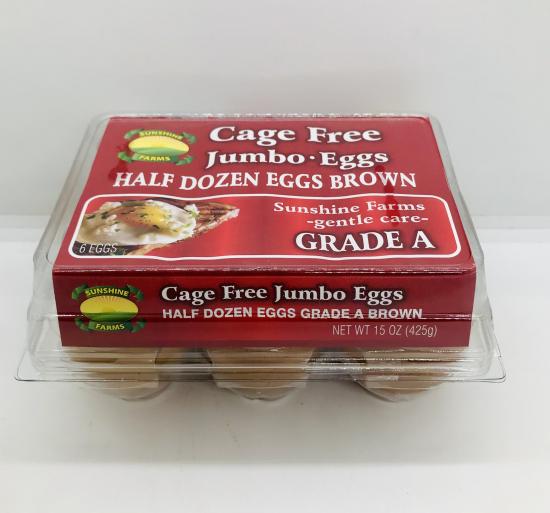 SUNSHINE
FARMS
Cage Free
Jumbo·Eggs
HALF DOZEN EGGS BROWN
Sunshine Farms
-gentle care-
GRADE A
6 EGGS
SUNSHINE
FARMS
Cage Free Jumbo Eggs
HALF DOZEN EGGS GRADE A BROWN
NET WT 15 OZ (425g)